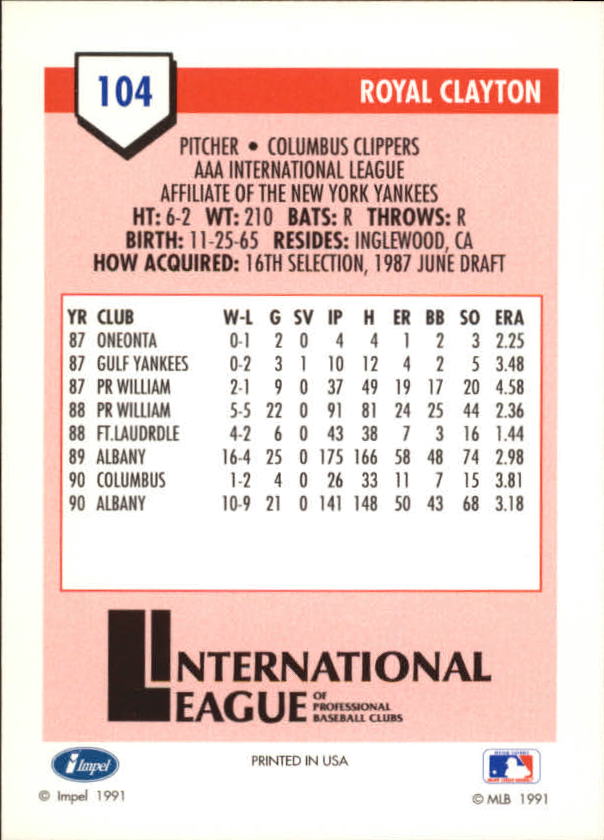 104
ROYAL CLAYTON
PITCHER • COLUMBUS CLIPPERS
AAA INTERNATIONAL LEAGUE
AFFILIATE OF THE NEW YORK YANKEES
HT: 6-2 WT: 210 BATS: R THROWS: R
BIRTH: 11-25-65 RESIDES: INGLEWOOD, CA
HOW ACQUIRED: 16TH SELECTION, 1987 JUNE DRAFT
YR CLUB W-L G SV IP H ER BB SO ERA
87 ONEONTA 0-1 2 0 4 4 1 2 3 2.25
87 GULF YANKEES 0-2 3 1 10 12 4 2 5 3.48
87 PR WILLIAM 2-1 9 0 37 49 19 17 20 4.58
88 PR WILLIAM 5-5 22 0 91 81 24 25 44 2.36
88 FT.LAUDRDLE 4-2 6 0 43 38 7 3 16 1.44
89 ALBANY 16-4 25 0 175 166 58 48 74 2.98
90 COLUMBUS 1-2 4 0 26 33 11 7 15 3.81
90 ALBANY 10-9 21 0 141 148 50 43 68 3.18
INTERNATIONAL
LEAGUE OF
PROFESSIONAL
BASEBALL CLUBS
Impel
PRINTED IN USA
© Impel 1991
© MLB 1991